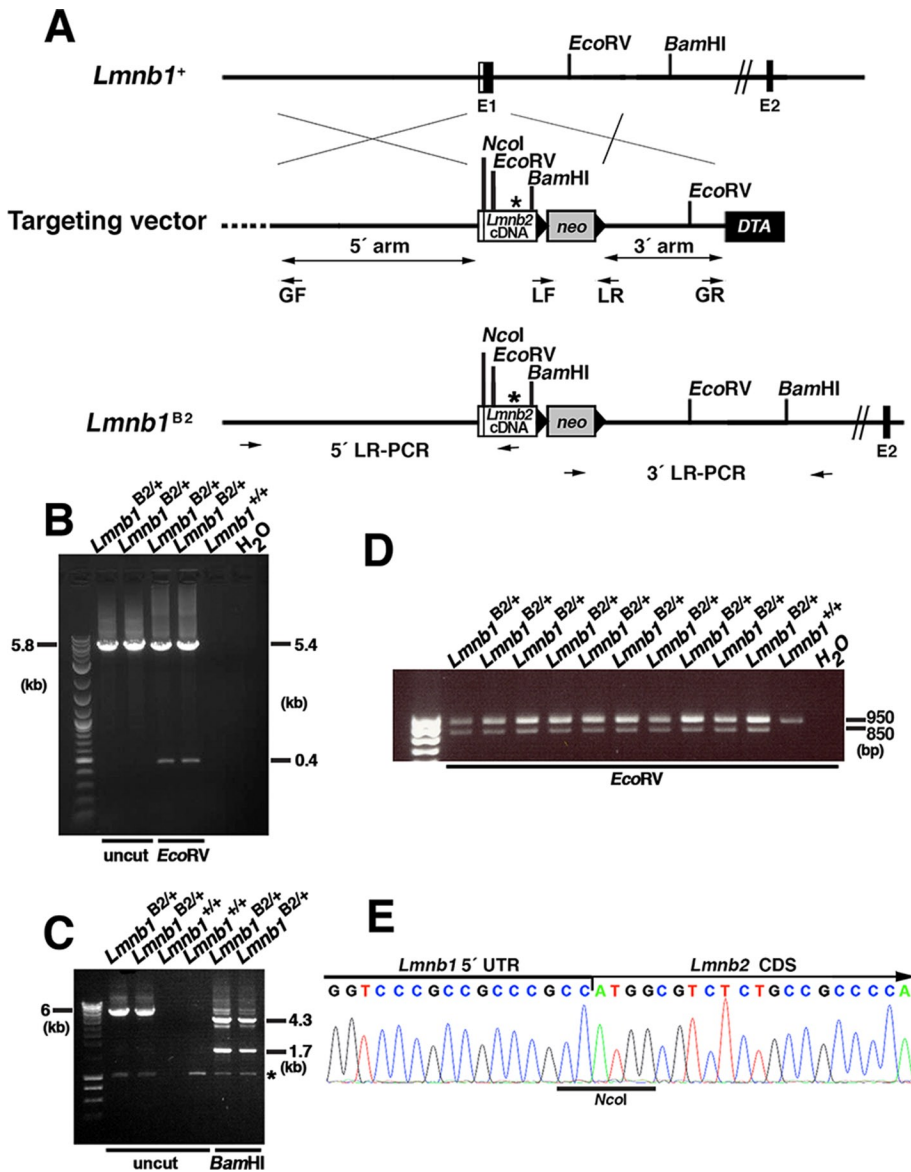 A
Lmnb1+
EcoRV
BamHI
E1
E2
NcoI
EcoRV
BamHI
*
EcoRV
Targeting vector
Lmnb2
cDNA
neo
DTA
5´ arm
3´ arm
GF
LF
LR
GR
NcoI
EcoRV
BamHI
*
EcoRV
BamHI
Lmnb1B2
Lmnb2
cDNA
neo
E2
5´ LR-PCR
3´ LR-PCR
B
Lmnb1B2/+
Lmnb1B2/+
Lmnb1B2/+
Lmnb1B2/+
Lmnb1+/+
H2O
5.8
(kb)
5.4
(kb)
0.4
uncut
EcoRV
D
Lmnb1B2/+
Lmnb1B2/+
Lmnb1B2/+
Lmnb1B2/+
Lmnb1B2/+
Lmnb1B2/+
Lmnb1B2/+
Lmnb1B2/+
Lmnb1B2/+
Lmnb1B2/+
Lmnb1+/+
H2O
950
850
(bp)
EcoRV
C
Lmnb1B2/+
Lmnb1B2/+
Lmnb1+/+
Lmnb1+/+
Lmnb1B2/+
Lmnb1B2/+
6
(kb)
4.3
1.7
(kb)
*
uncut
BamHI
E
Lmnb1 5´ UTR
Lmnb2 CDS
GGTCCCGCCGCCCGCCATGGCGTCTCTGCCGCCCCA
NcoI